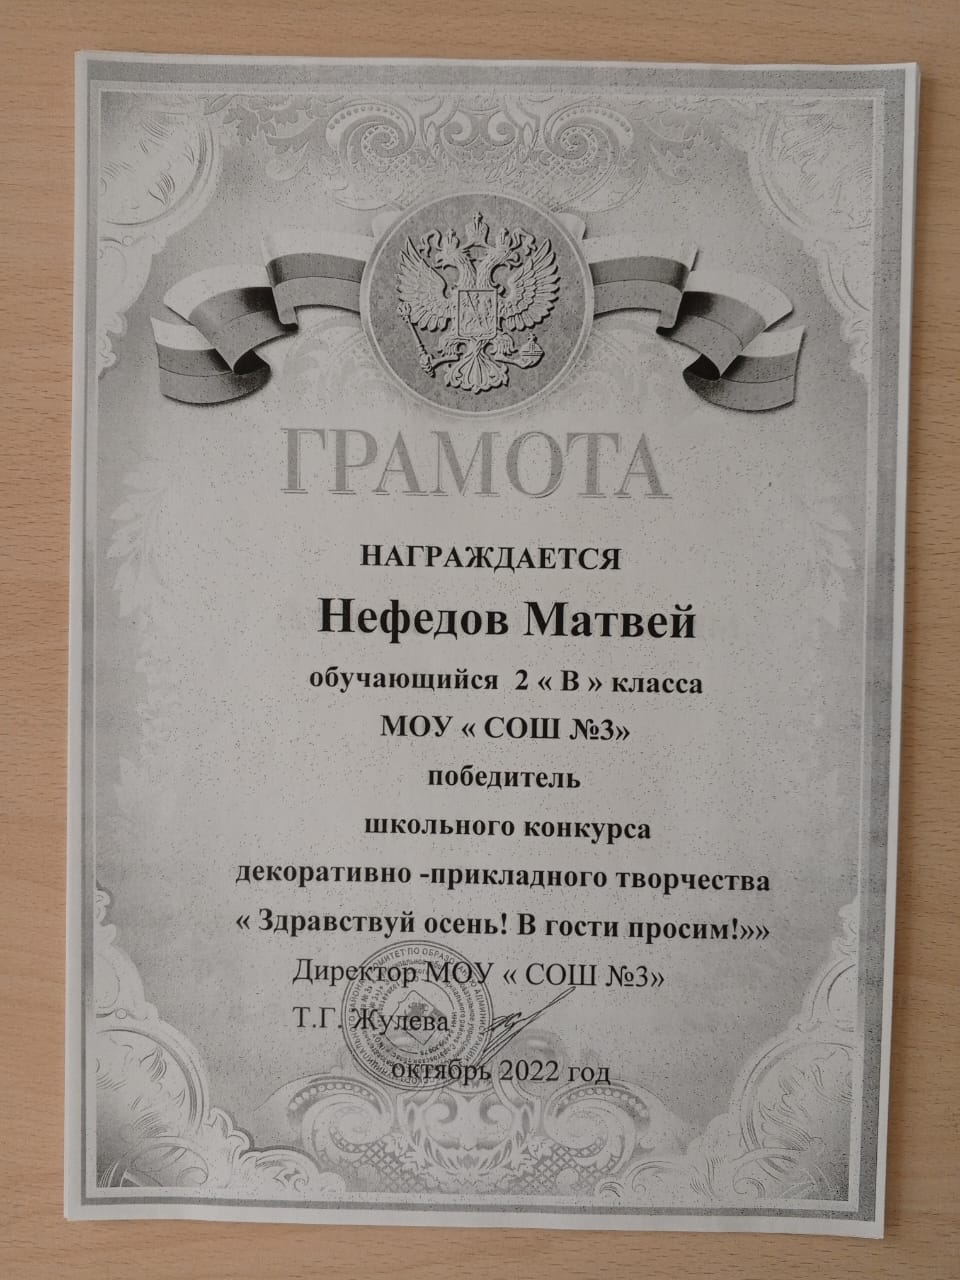 ГРАМОТА
НАГРАЖДАЕТСЯ
Нефедов Матвей
обучающийся 2 « В » класса
МОУ « СОШ №3»
победитель
школьного конкурса
декоративно -прикладного творчества
« Здравствуй осень! В гости просим!»»
Директор МОУ « СОШ №3»
Т.Г. Жулева
октябрь 2022 год